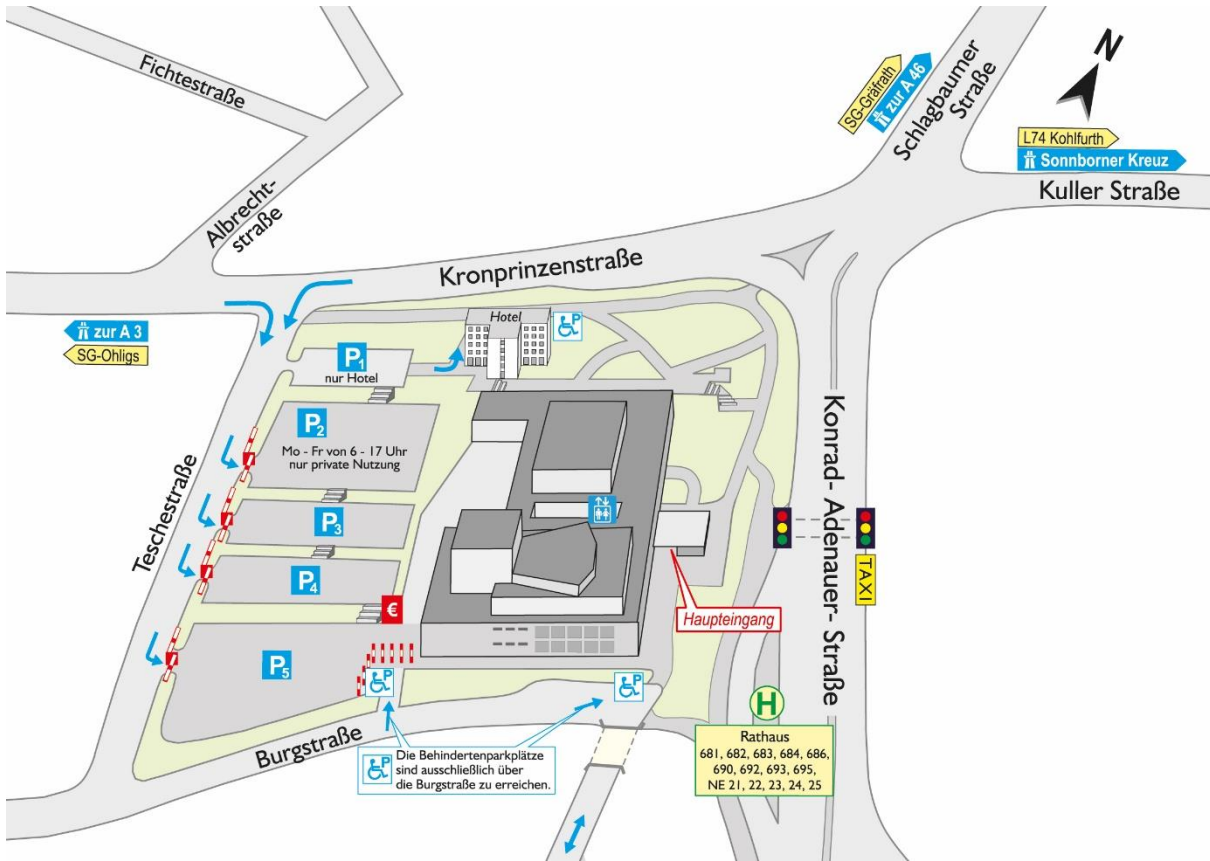 Fichtestraße
Albrecht-
straße
SG-Gräfrath
zur A 46
Schlagbaumer
Straße
N
L74 Kohlfurth
Sonnborner Kreuz
Kuller Straße
Kronprinzenstraße
zur A 3
SG-Ohligs
Hotel
P
P1
nur Hotel
P2
Mo - Fr von 6 - 17 Uhr
nur private Nutzung
P3
P4
€
P5
Teschestraße
Konrad- Adenauer- Straße
TAXI
Haupteingang
P
P
Burgstraße
P
Die Behindertenparkplätze
sind ausschließlich über
die Burgstraße zu erreichen.
H
Rathaus
681, 682, 683, 684, 686,
690, 692, 693, 695,
NE 21, 22, 23, 24, 25